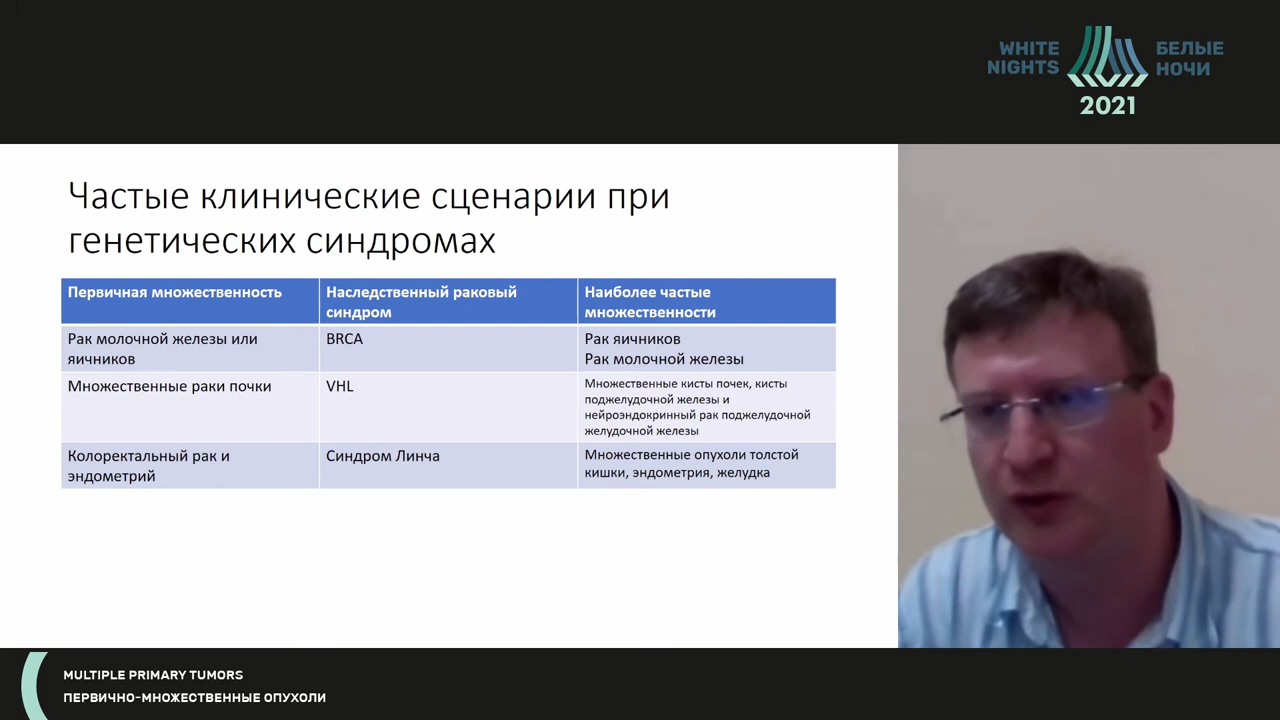 WHITE
NIGHTS
БЕЛЫЕ
НОЧИ
2021
Частые клинические сценарии при
генетических синдромах
Первичная множественность
Наследственный раковый
синдром
Наиболее частые
множественности
Рак молочной железы или
яичников
BRCA
Рак яичников
Рак молочной железы
Множественные раки почки
VHL
Множественные кисты почек, кисты
поджелудочной железы и
нейроэндокринный рак поджелудочной
желудочной железы
Колоректальный рак и
эндометрий
Синдром Линча
Множественные опухоли толстой
кишки, эндометрия, желудка
MULTIPLE PRIMARY TUMORS
ПЕРВИЧНО-МНОЖЕСТВЕННЫЕ ОПУХОЛИ